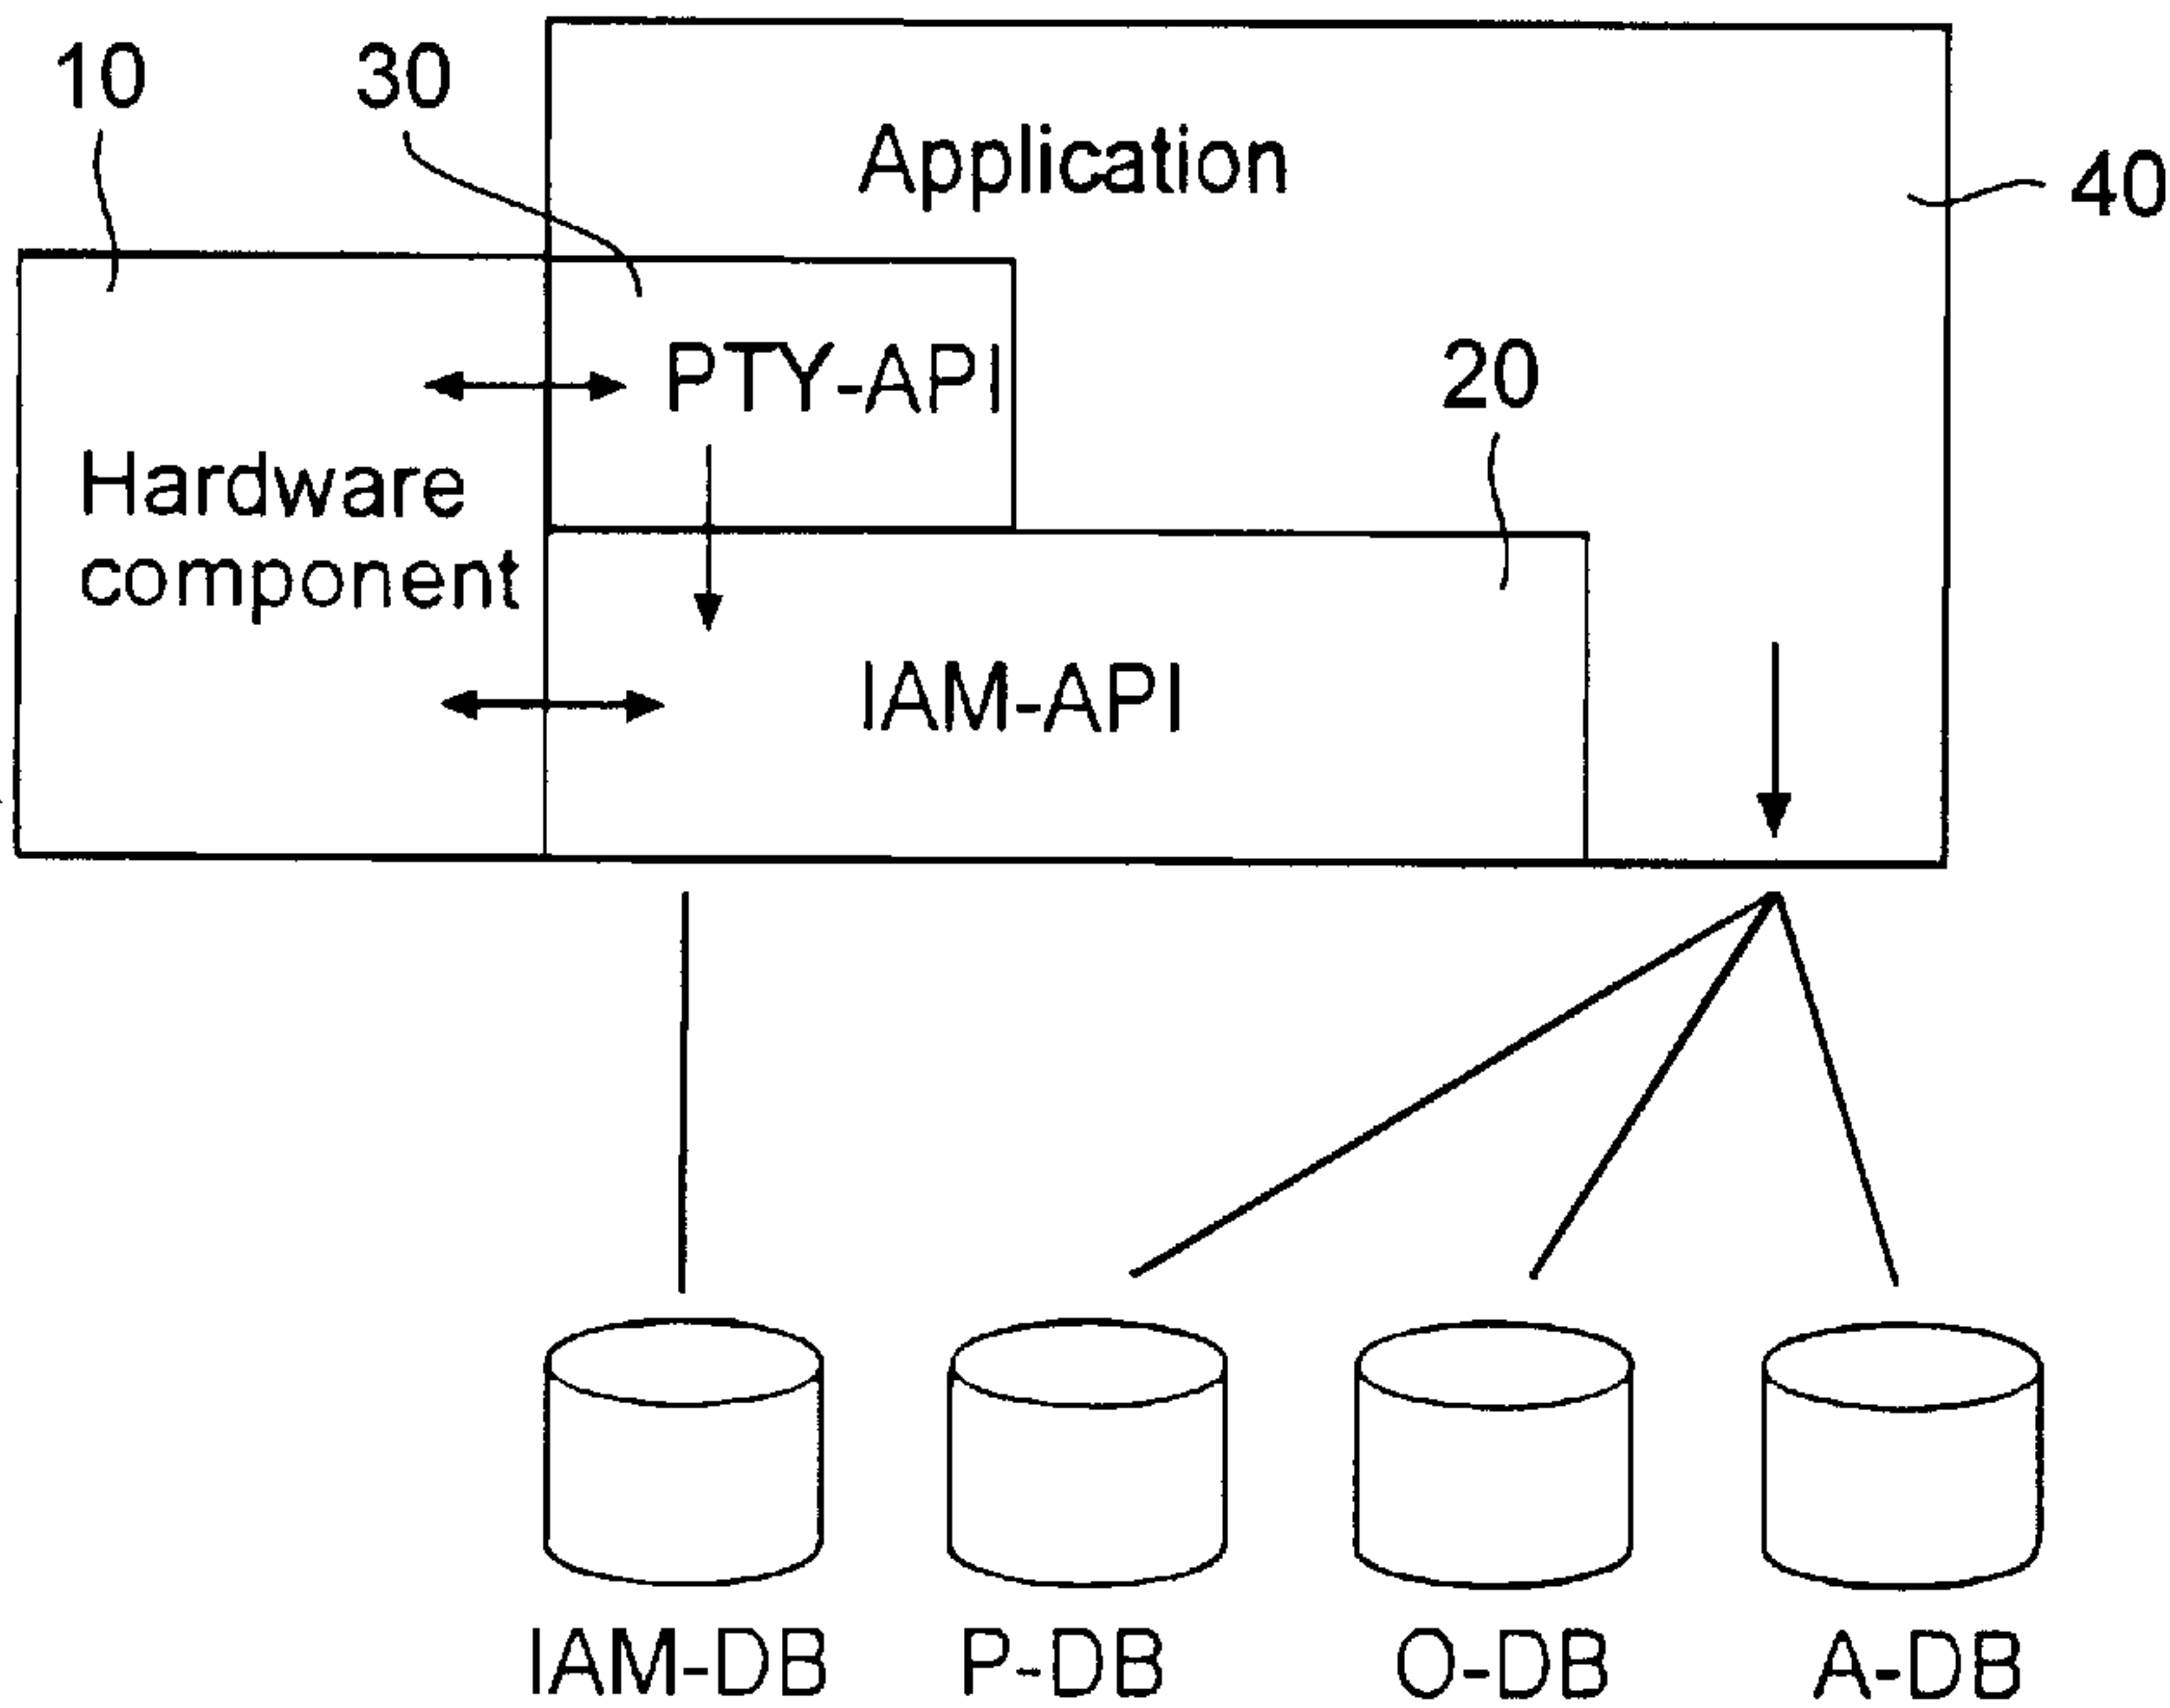 10
30
Application
40
PTY-API
20
Hardware
component
IAM-API
IAM-DB
P-DB
O-DB
A-DB